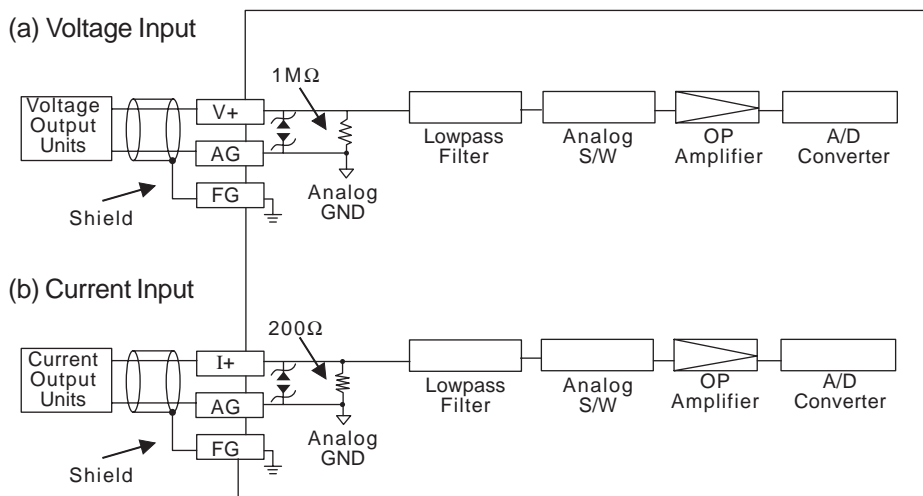 (a) Voltage Input
1MΩ
Voltage
Output
Units
V+
AG
FG
Shield
Analog
GND
Lowpass
Filter
Analog
S/W
OP
Amplifier
A/D
Converter
(b) Current Input
200Ω
Current
Output
Units
I+
AG
FG
Shield
Analog
GND
Lowpass
Filter
Analog
S/W
OP
Amplifier
A/D
Converter